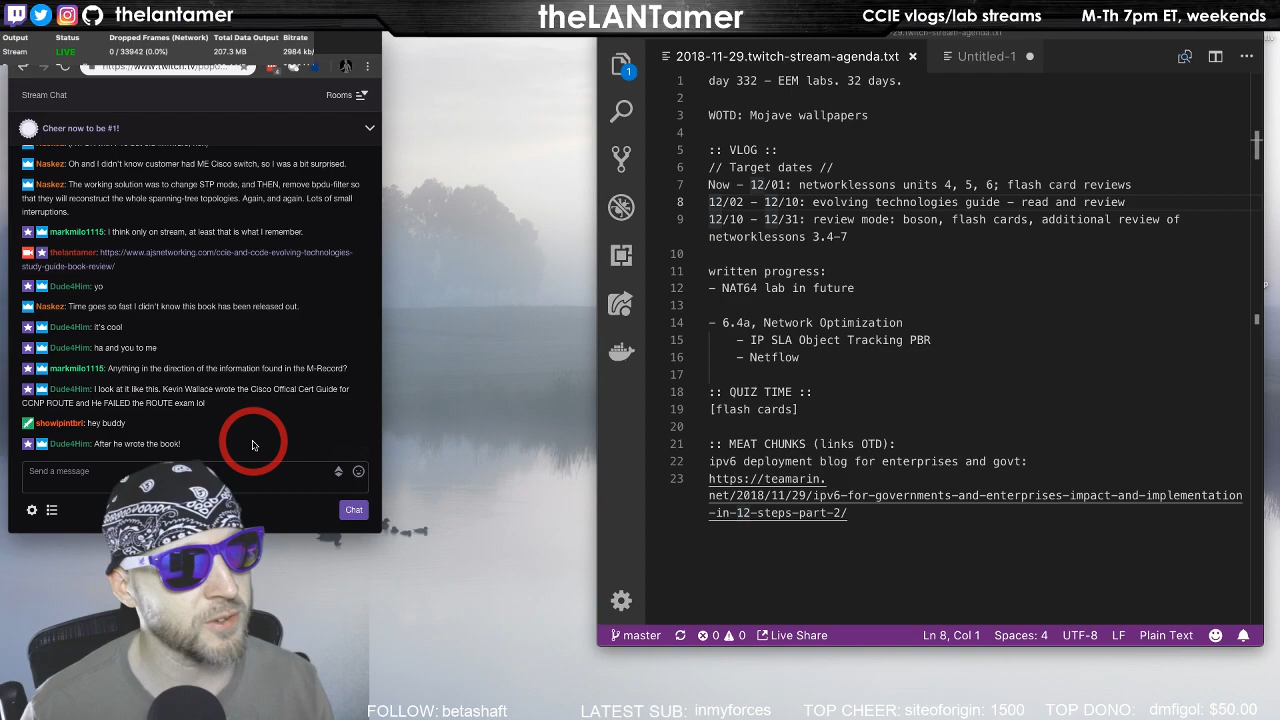 thelantamer
theLANTamer
CCIE vlogs/lab streams
M-Th 7pm ET, weekends
Output Status Dropped Frames (Network) Total Data Output Bitrate
Stream LIVE 0 / 33942 (0.0%) 207.3 MB 2984 kb/
Stream Chat
Rooms
Cheer now to be #1!
Naskez: Oh and I didn't know customer had ME Cisco switch, so I was a bit surprised.
Naskez: The working solution was to change STP mode, and THEN, remove bpdu-filter so
that they will reconstruct the whole spanning-tree topologies. Again, and again. Lots of small
interruptions.
markmilo1115: I think only on stream, at least that is what I remember.
thelantamer: https://www.ajsnetworking.com/ccie-and-code-evolving-technologies-
study-guide-book-review/
Dude4Him: yo
Naskez: Time goes so fast I didn't know this book has been released out.
Dude4Him: it's cool
Dude4Him: ha and you to me
markmilo1115: Anything in the direction of the information found in the M-Record?
Dude4Him: I look at it like this. Kevin Wallace wrote the Cisco Offical Cert Guide for
CCNP ROUTE and He FAILED the ROUTE exam lol
showipintbri: hey buddy
Dude4Him: After he wrote the book!
Send a message
Chat
2018-11-29.twitch-stream-agenda.txt
Untitled-1
1
1 day 332 – EEM labs. 32 days.
2
3 WOTD: Mojave wallpapers
4
5 :: VLOG ::
6 // Target dates //
7 Now – 12/01: networklessons units 4, 5, 6; flash card reviews
8 12/02 – 12/10: evolving technologies guide – read and review
9 12/10 – 12/31: review mode: boson, flash cards, additional review of
networklessons 3.4-7
10
11 written progress:
12 - NAT64 lab in future
13
14 - 6.4a, Network Optimization
15 - IP SLA Object Tracking PBR
16 - Netflow
17
18 :: QUIZ TIME ::
19 [flash cards]
20
21 :: MEAT CHUNKS (links OTD):
22 ipv6 deployment blog for enterprises and govt:
23 https://teamarin.
net/2018/11/29/ipv6-for-governments-and-enterprises-impact-and-implementation
-in-12-steps-part-2/
master 0 0 Live Share Ln 8, Col 1 Spaces: 4 UTF-8 LF Plain Text
FOLLOW: betashaft
LATEST SUB: inmyforces
TOP CHEER: siteoforigin: 1500
TOP DONO: dmfigol: $50.00